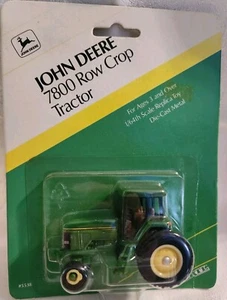 JOHN DEERE
JOHN DEERE
7800 Row Crop
Tractor
For Ages 3 and Over
1/64th Scale Replica Toy
Die-Cast Metal